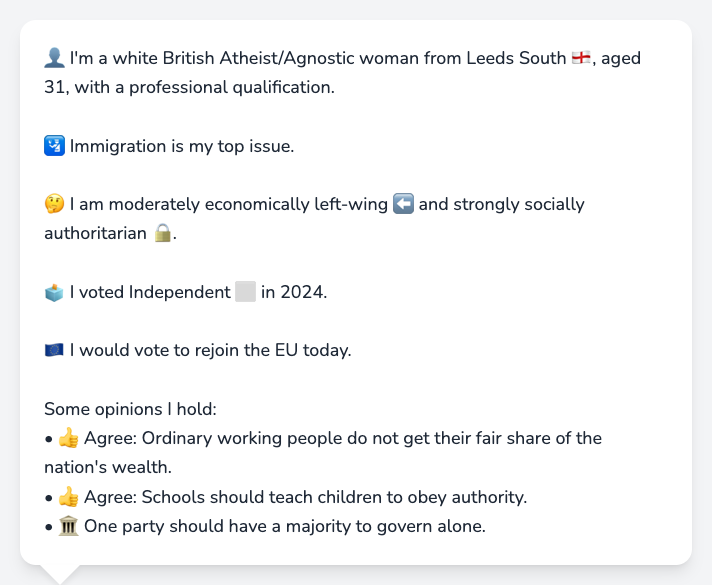 👤 I'm a white British Atheist/Agnostic woman from Leeds South 🏴󠁧󠁢󠁥󠁮󠁧󠁿, aged
31, with a professional qualification.
🛂 Immigration is my top issue.
🤔 I am moderately economically left-wing ⬅️ and strongly socially
authoritarian 🔒.
🗳️ I voted Independent ⬜ in 2024.
🇪🇺 I would vote to rejoin the EU today.
Some opinions I hold:
• 👍 Agree: Ordinary working people do not get their fair share of the
nation's wealth.
• 👍 Agree: Schools should teach children to obey authority.
• 🏛️ One party should have a majority to govern alone.